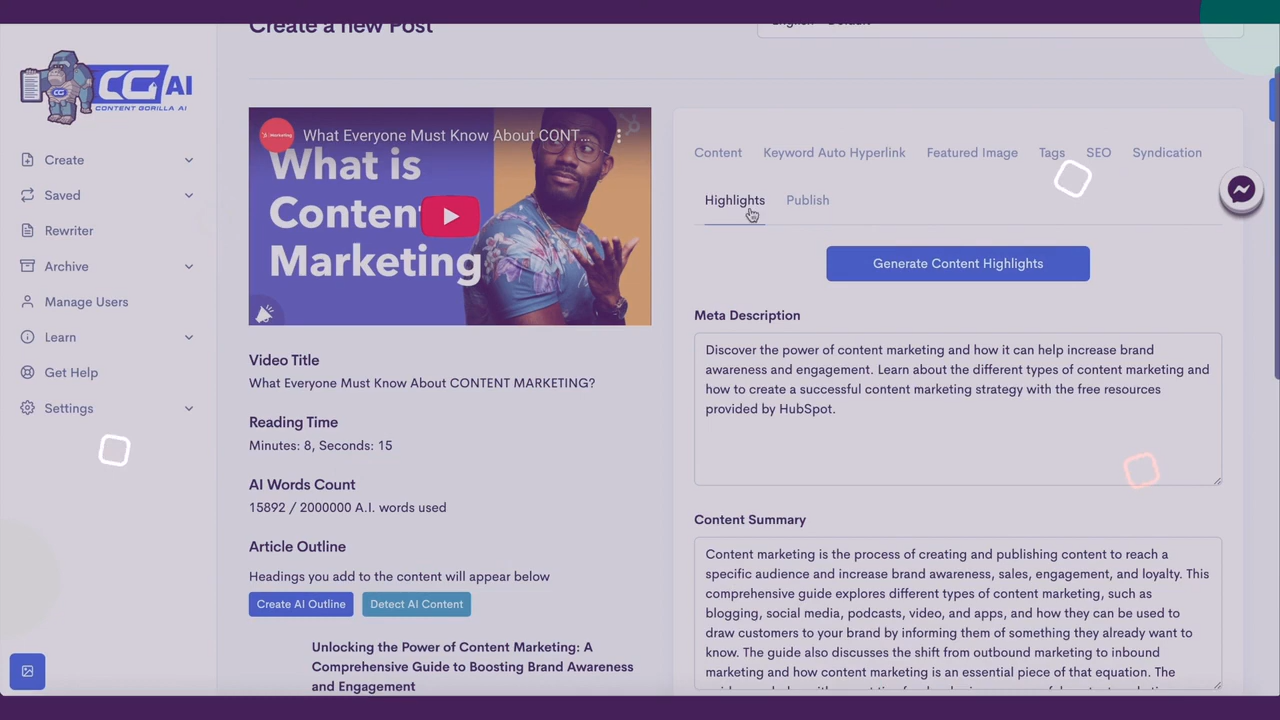 Create a new Post
English - Default
CG AI
CONTENT GORILLA AI
Create
Saved
Rewriter
Archive
Manage Users
Learn
Get Help
Settings
What Everyone Must Know About CONT...
What is
Content
Marketing
Video Title
What Everyone Must Know About CONTENT MARKETING?
Reading Time
Minutes: 8, Seconds: 15
AI Words Count
15892 / 2000000 A.I. words used
Article Outline
Headings you add to the content will appear below
Create AI Outline Detect AI Content
Unlocking the Power of Content Marketing: A
Comprehensive Guide to Boosting Brand Awareness
and Engagement
Content Keyword Auto Hyperlink Featured Image Tags SEO Syndication
Highlights Publish
Generate Content Highlights
Meta Description
Discover the power of content marketing and how it can help increase brand
awareness and engagement. Learn about the different types of content marketing and
how to create a successful content marketing strategy with the free resources
provided by HubSpot.
Content Summary
Content marketing is the process of creating and publishing content to reach a
specific audience and increase brand awareness, sales, engagement, and loyalty. This
comprehensive guide explores different types of content marketing, such as
blogging, social media, podcasts, video, and apps, and how they can be used to
draw customers to your brand by informing them of something they already want to
know. The guide also discusses the shift from outbound marketing to inbound
marketing and how content marketing is an essential piece of that equation. The